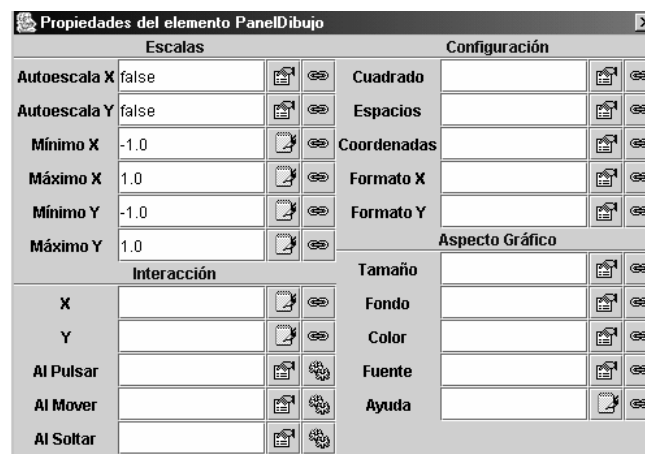 Propiedades del elemento PanelDibujo
Escalas
Autoescala X false
Autoescala Y false
Mínimo X -1.0
Máximo X 1.0
Mínimo Y -1.0
Máximo Y 1.0
Interacción
X
Y
Al Pulsar
Al Mover
Al Soltar
Configuración
Cuadrado
Espacios
Coordenadas
Formato X
Formato Y
Aspecto Gráfico
Tamaño
Fondo
Color
Fuente
Ayuda